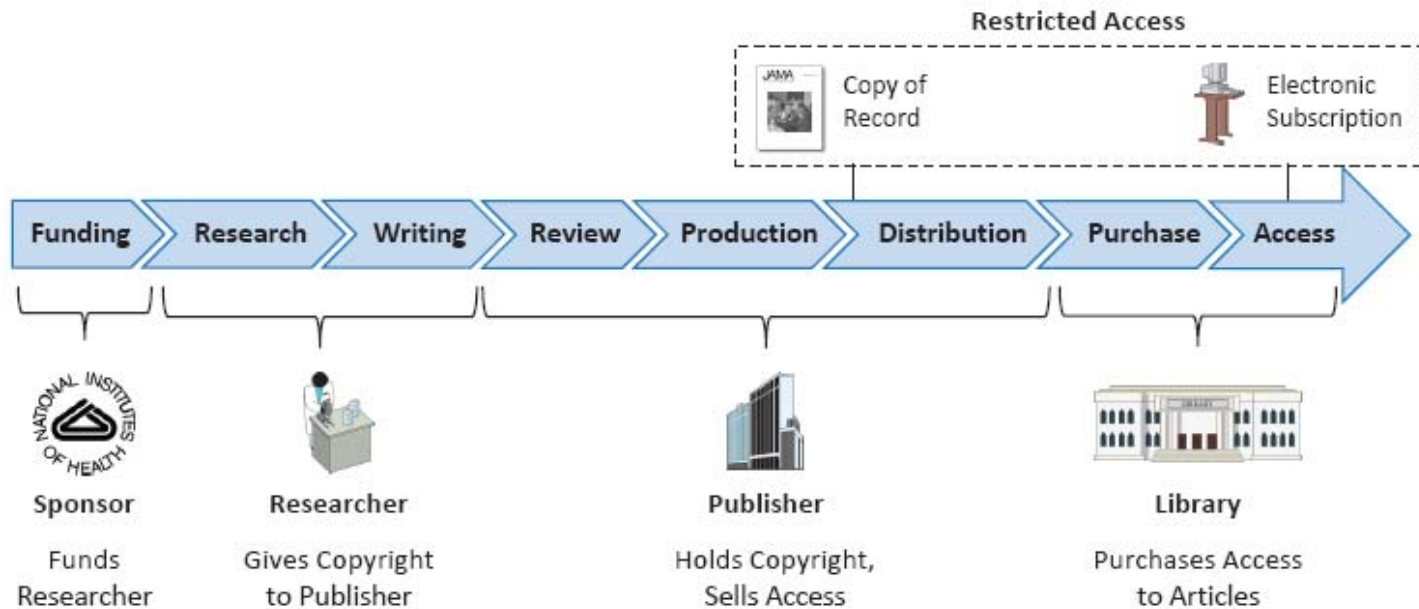 Restricted Access
JAMA
Copy of
Record
Electronic
Subscription
Funding
Research
Writing
Review
Production
Distribution
Purchase
Access
NATIONAL INSTITUTES
OF HEALTH
LIBRARY
Sponsor
Researcher
Publisher
Library
Funds
Researcher
Gives Copyright
to Publisher
Holds Copyright,
Sells Access
Purchases Access
to Articles